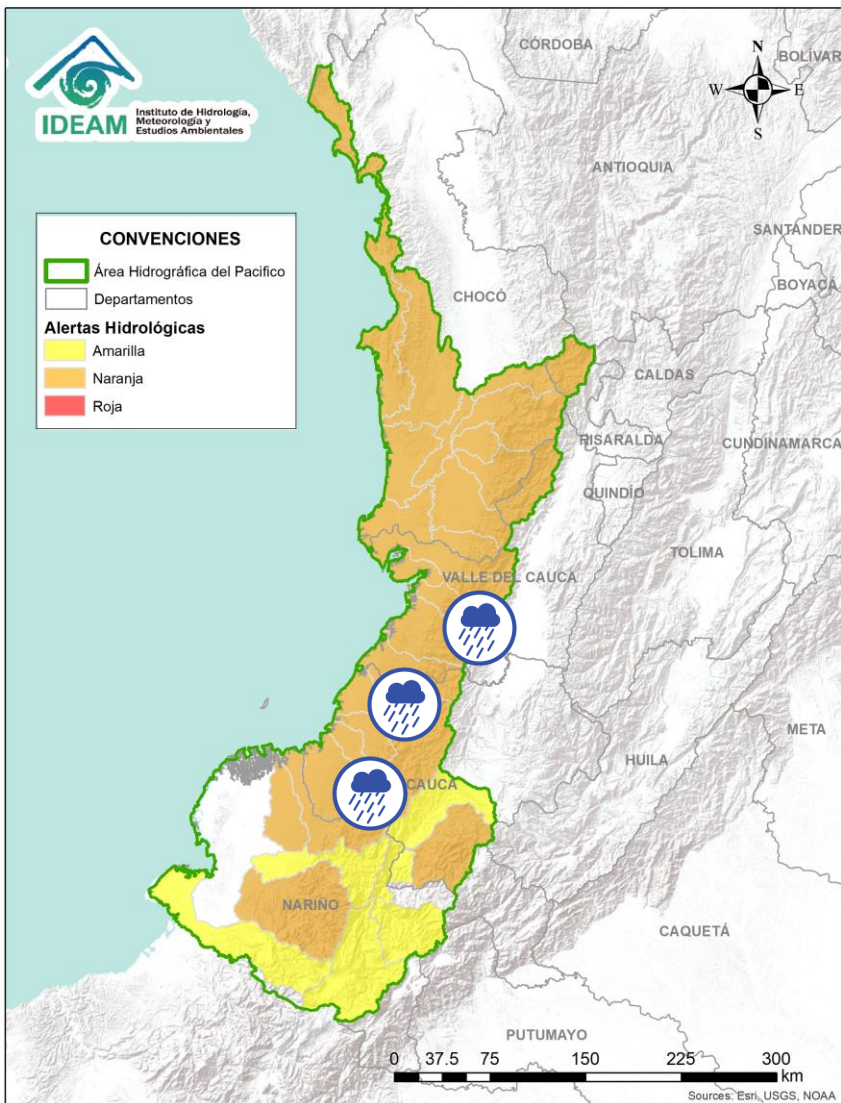 IDEAM
Instituto de Hidrología,
Meteorología y
Estudios Ambientales
CÓRDOBA
BOLÍVAR
N
W
E
S
ANTIOQUIA
SANTANDER
BOYACÁ
CONVENCIONES
Área Hidrográfica del Pacifico
Departamentos
Alertas Hidrológicas
Amarilla
Naranja
Roja
CHOCÓ
CALDAS
RISARALDA
CUNDINAMARCA
QUINDÍO
TOLIMA
VALLE DEL CAUCA
META
HUILA
CAUCA
NARIÑO
CAQUETÁ
PUTUMAYO
0 37.5 75 150 225 300
km
Sources: Esri, USGS, NOAA